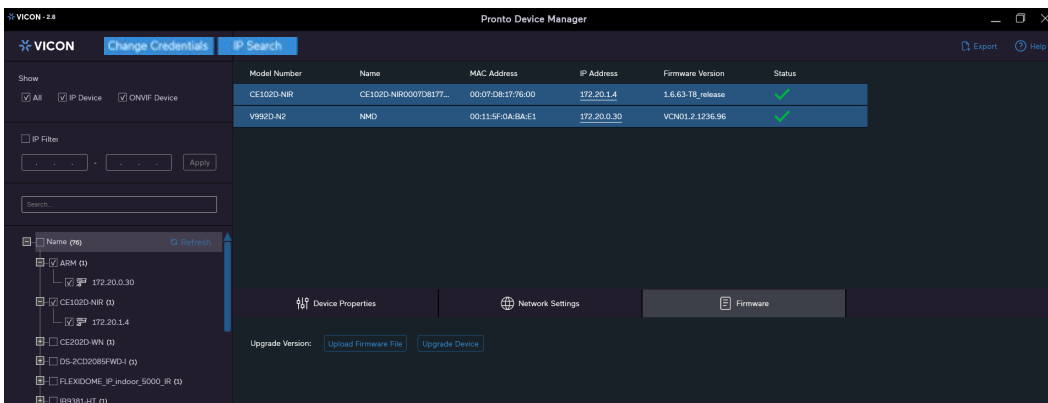 VICON - 2.8
Pronto Device Manager
VICON
Change Credentials
IP Search
Export
Help
Show
All
IP Device
ONVIF Device
IP Filter
. . . - . . .
Apply
Search...
Name (76)
Refresh
ARM (1)
172.20.0.30
CE102D-NIR (1)
172.20.1.4
CE202D-WN (1)
DS-2CD2085FWD-I (1)
FLEXIDOME_IP_indoor_5000_IR (1)
IB9381-HT (1)
Model Number Name MAC Address IP Address Firmware Version Status
CE102D-NIR CE102D-NIR0007D8177... 00:07:D8:17:76:00 172.20.1.4 1.6.63-T8_release
V992D-N2 NMD 00:11:5F:0A:BA:E1 172.20.0.30 VCN01.2.1236.96
Device Properties
Network Settings
Firmware
Upgrade Version:
Upload Firmware File
Upgrade Device